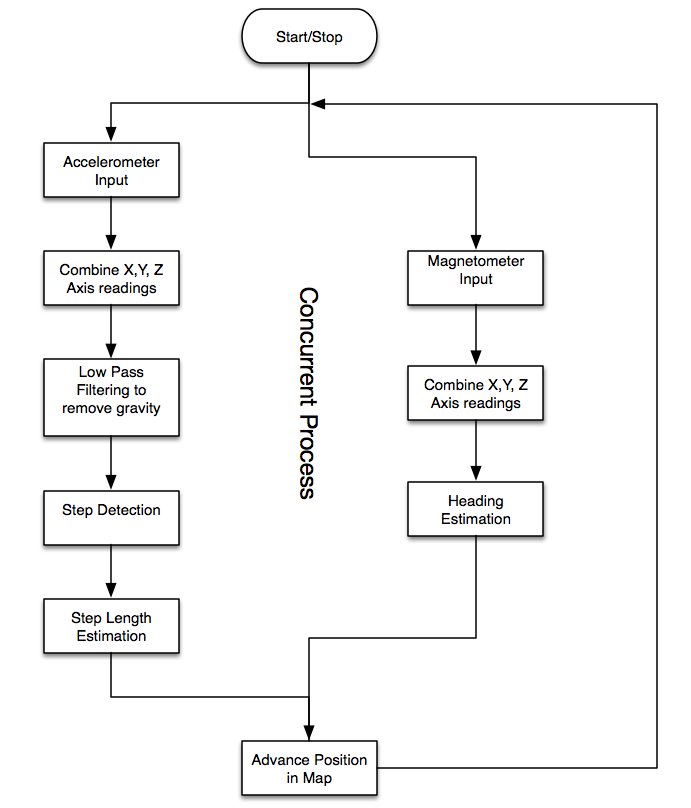 Start/Stop
Accelerometer
Input
Combine X,Y, Z
Axis readings
Low Pass
Filtering to
remove gravity
Step Detection
Step Length
Estimation
Concurrent Process
Magnetometer
Input
Combine X,Y, Z
Axis readings
Heading
Estimation
Advance Position
in Map